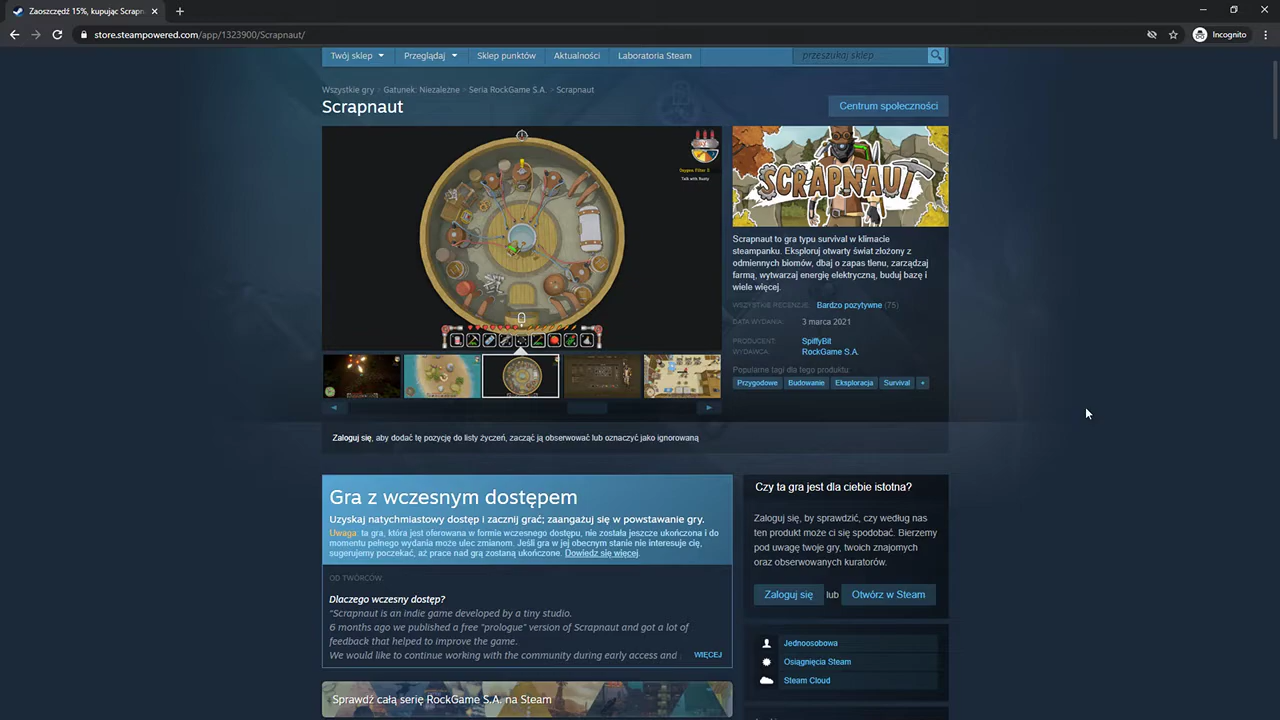 Zaoszczędź 15%, kupując Scrapn
store.steampowered.com/app/1323900/Scrapnaut/
Incognito
Twój sklep
Przeglądaj
Sklep punktów
Aktualności
Laboratoria Steam
przeszukaj sklep
Wszystkie gry > Gatunek: Niezależne > Seria RockGame S.A. > Scrapnaut
Scrapnaut
Centrum społeczności
Oxygen Filter 3
Talk with Rusty
SCRAPNAUT
Scrapnaut to gra typu survival w klimacie
steampanku. Eksploruj otwarty świat złożony z
odmiennych biomów, dbaj o zapas tlenu, zarządzaj
farmą, wytwarzaj energię elektryczną, buduj bazę i
wiele więcej.
WSZYSTKIE RECENZJE: Bardzo pozytywne (75)
DATA WYDANIA: 3 marca 2021
PRODUCENT: SpiffyBit
WYDAWCA: RockGame S.A.
Popularne tagi dla tego produktu:
Przygodowe
Budowanie
Eksploracja
Survival
+
Zaloguj się, aby dodać tę pozycję do listy życzeń, zacząć ją obserwować lub oznaczyć jako ignorowaną
Gra z wczesnym dostępem
Uzyskaj natychmiastowy dostęp i zacznij grać; zaangażuj się w powstawanie gry.
Uwaga: ta gra, która jest oferowana w formie wczesnego dostępu, nie została jeszcze ukończona i do
momentu pełnego wydania może ulec zmianom. Jeśli gra w jej obecnym stanie nie interesuje cię,
sugerujemy poczekać, aż prace nad grą zostaną ukończone. Dowiedz się więcej.
OD TWÓRCÓW:
Dlaczego wczesny dostęp?
"Scrapnaut is an indie game developed by a tiny studio.
6 months ago we published a free "prologue" version of Scrapnaut and got a lot of
feedback that helped to improve the game.
We would like to continue working with the community during early access and
WIĘCEJ
Sprawdź całą serię RockGame S.A. na Steam
Czy ta gra jest dla ciebie istotna?
Zaloguj się, by sprawdzić, czy według nas
ten produkt może ci się spodobać. Bierzemy
pod uwagę twoje gry, twoich znajomych
oraz obserwowanych kuratorów.
Zaloguj się lub Otwórz w Steam
Jednoosobowa
Osiągnięcia Steam
Steam Cloud